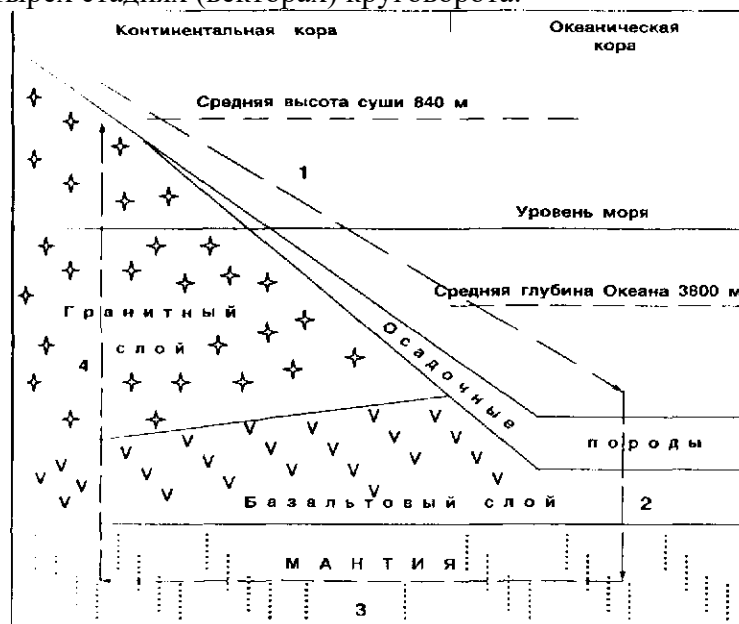 тырех стадиях (векторах) круговорота.
Континентальная кора
Океаническая
кора
Средняя высота суши 840 м
1
Уровень моря
Средняя глубина Океана 3800 м
Гранитный
слой
4
Осадочные
породы
Базальтовый слой
2
МАНТИЯ
3